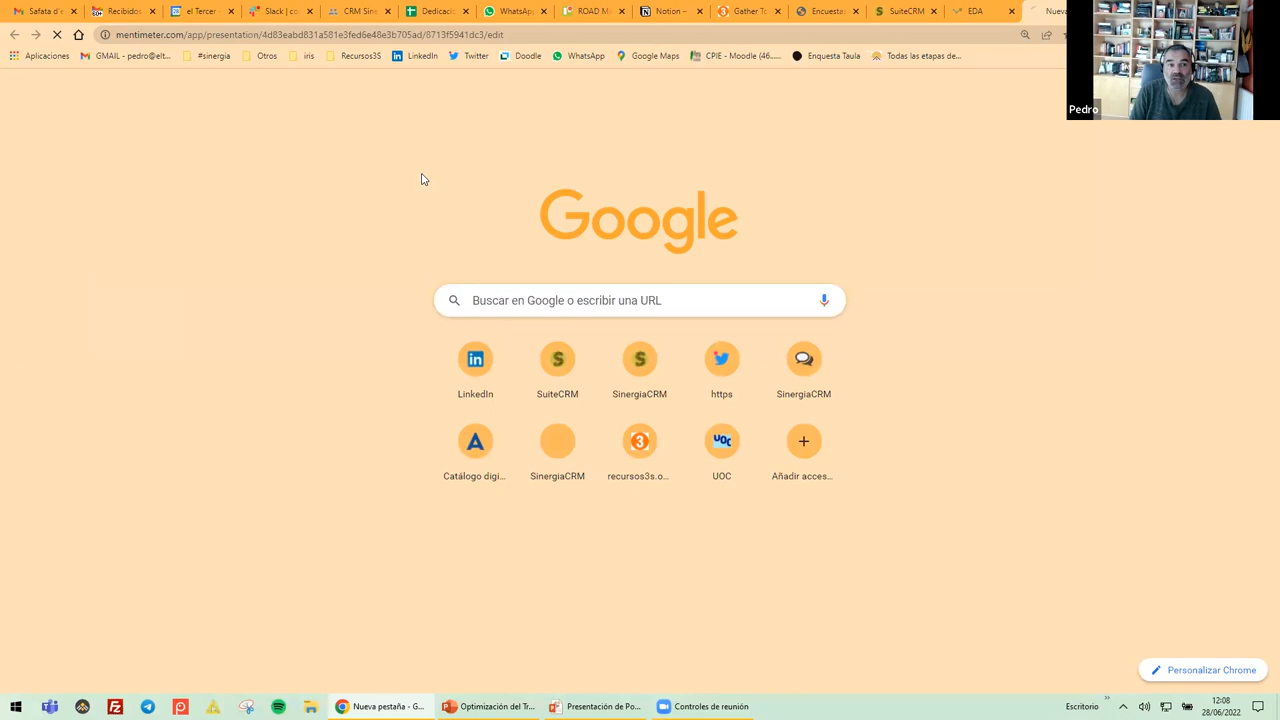 Safata d'e
Recibidos
el Tercer
Slack | co
CRM Sine
Dedicaci
WhatsApp
ROAD M
Notion –
Gather To
Encuesta
SuiteCRM
EDA
Nueva
mentimeter.com/app/presentation/4d83eabd831a581e3fed6e48e3b705ad/8713f5941dc3/edit
Aplicaciones
GMAIL - pedro@elt...
#sinergia
Otros
iris
Recursos3S
LinkedIn
Twitter
Doodle
WhatsApp
Google Maps
CPIE - Moodle (46....
Enquesta Taula
Todas las etapas de...
Pedro
Google
Buscar en Google o escribir una URL
LinkedIn
SuiteCRM
SinergiaCRM
https
SinergiaCRM
Catálogo digi...
SinergiaCRM
recursos3s.o...
UOC
Añadir acces...
Personalizar Chrome
Nueva pestaña - G...
Optimización del Tr...
Presentación de Po...
Controles de reunión
Escritorio
12:08
28/06/2022